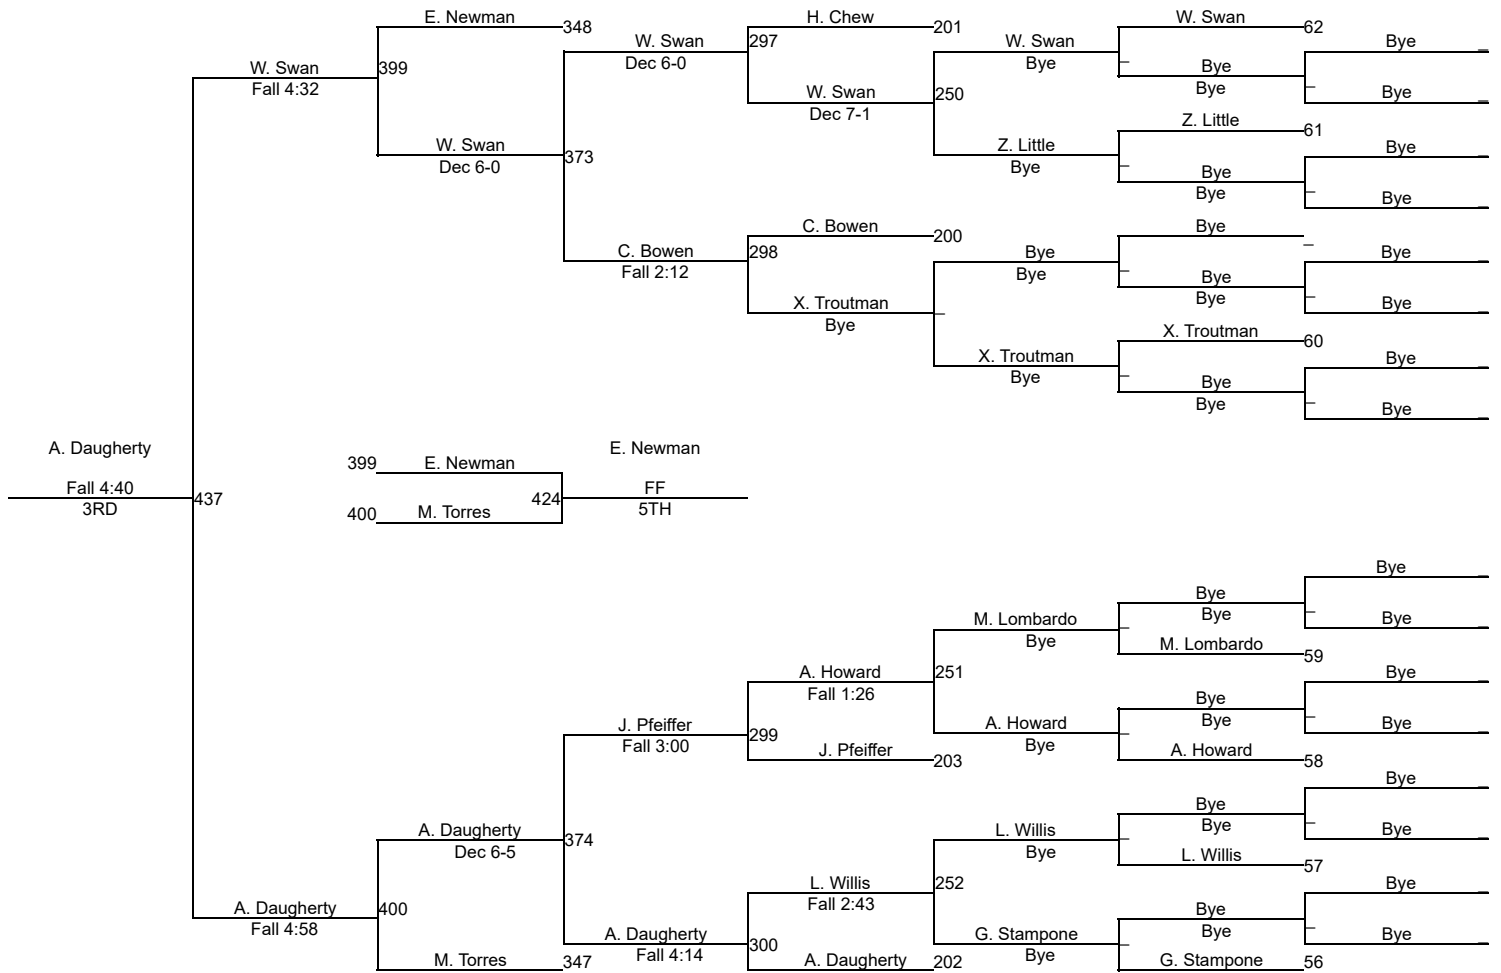 E. Newman
348
H. Chew
201
W. Swan
62
W. Swan
Dec 6-0
297
W. Swan
Bye
Bye
W. Swan
Fall 4:32
399
Bye
Bye
W. Swan
Dec 7-1
250
Bye
Z. Little
61
W. Swan
Dec 6-0
373
Z. Little
Bye
Bye
Bye
Bye
Bye
C. Bowen
200
Bye
C. Bowen
Fall 2:12
298
Bye
Bye
Bye
Bye
Bye
X. Troutman
Bye
Bye
X. Troutman
60
X. Troutman
Bye
Bye
Bye
Bye
Bye
A. Daugherty
E. Newman
399
E. Newman
Fall 4:40
3RD
437
424
FF
5TH
400
M. Torres
Bye
Bye
Bye
M. Lombardo
Bye
Bye
M. Lombardo
59
A. Howard
Fall 1:26
251
Bye
Bye
Bye
J. Pfeiffer
Fall 3:00
299
A. Howard
Bye
Bye
J. Pfeiffer
203
A. Howard
58
Bye
Bye
Bye
A. Daugherty
Dec 6-5
374
L. Willis
Bye
Bye
L. Willis
57
L. Willis
Fall 2:43
252
Bye
A. Daugherty
Fall 4:58
400
Bye
Bye
A. Daugherty
Fall 4:14
300
G. Stampone
Bye
Bye
M. Torres
347
A. Daugherty
202
G. Stampone
56